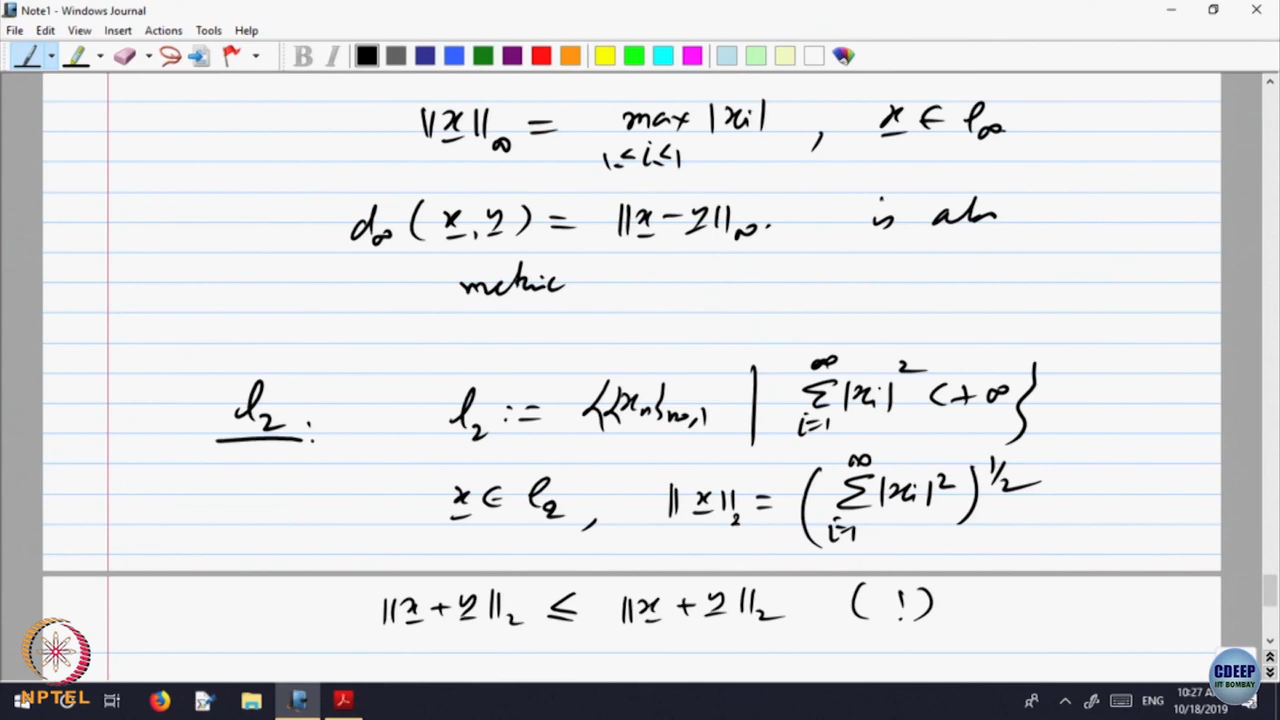 Note1 - Windows Journal
File Edit View Insert Actions Tools Help
B I
‖x‖∞ = max |xi| , x ∈ l∞
1≤i≤1
d∞(x, y) = ‖x - y‖∞. is also
metric
l2 : l2 := {{xn}n≥1 | ∑i=1^∞ |xi|^2 < +∞}
x ∈ l2 , ‖x‖2 = (∑i=1^∞ |xi|^2)^1/2
‖x + y‖2 ≤ ‖x + y‖2 (!)
NPTEL
CDEEP
IIT BOMBAY
ENG
10:27 A
10/18/2019